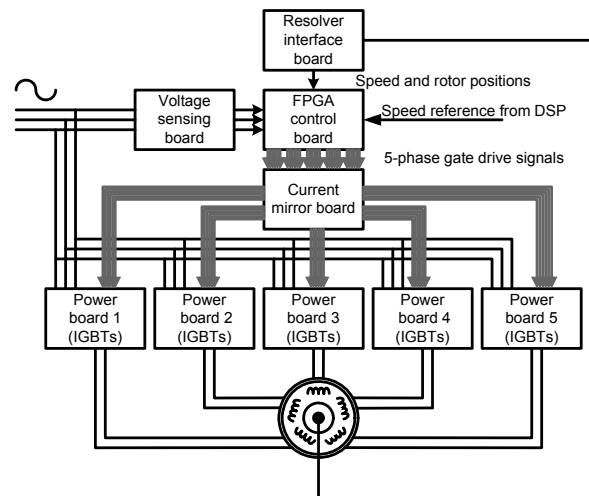 Resolver
interface
board
Speed and rotor positions
Voltage
sensing
board
FPGA
control
board
Speed reference from DSP
5-phase gate drive signals
Current
mirror board
Power
board 1
(IGBTs)
Power
board 2
(IGBTs)
Power
board 3
(IGBTs)
Power
board 4
(IGBTs)
Power
board 5
(IGBTs)